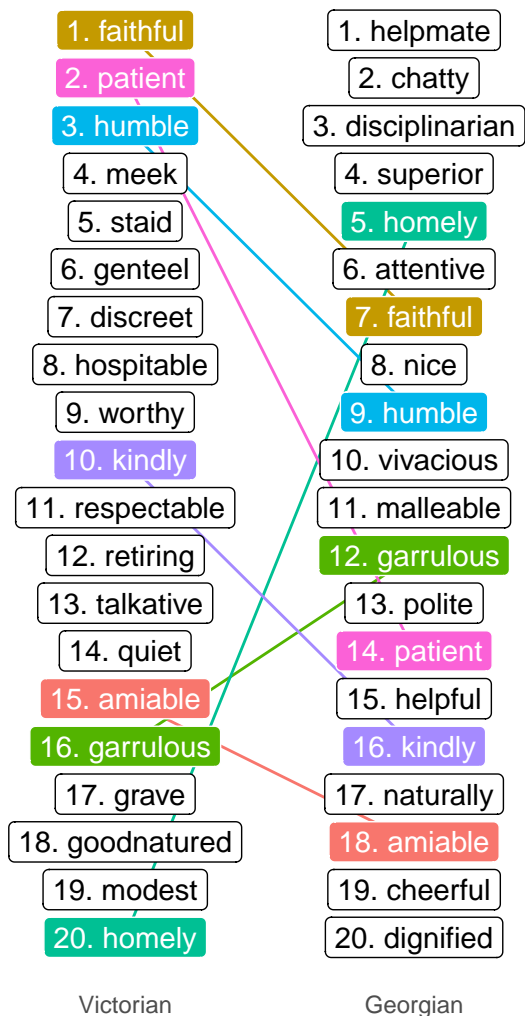 1. faithful
2. patient
3. humble
4. meek
5. staid
6. genteel
7. discreet
8. hospitable
9. worthy
10. kindly
11. respectable
12. retiring
13. talkative
14. quiet
15. amiable
16. garrulous
17. grave
18. goodnatured
19. modest
20. homely
Victorian
1. helpmate
2. chatty
3. disciplinarian
4. superior
5. homely
6. attentive
7. faithful
8. nice
9. humble
10. vivacious
11. malleable
12. garrulous
13. polite
14. patient
15. helpful
16. kindly
17. naturally
18. amiable
19. cheerful
20. dignified
Georgian